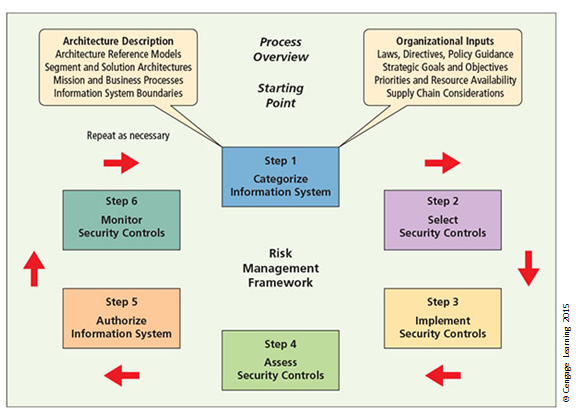 Architecture Description
Architecture Reference Models
Segment and Solution Architectures
Mission and Business Processes
Information System Boundaries
Process
Overview
Starting
Point
Organizational Inputs
Laws, Directives, Policy Guidance
Strategic Goals and Objectives
Priorities and Resource Availability
Supply Chain Considerations
Repeat as necessary
Step 1
Categorize
Information System
Step 2
Select
Security Controls
Step 3
Implement
Security Controls
Step 4
Assess
Security Controls
Step 5
Authorize
Information System
Step 6
Monitor
Security Controls
Risk
Management
Framework
© Cengage Learning 2015